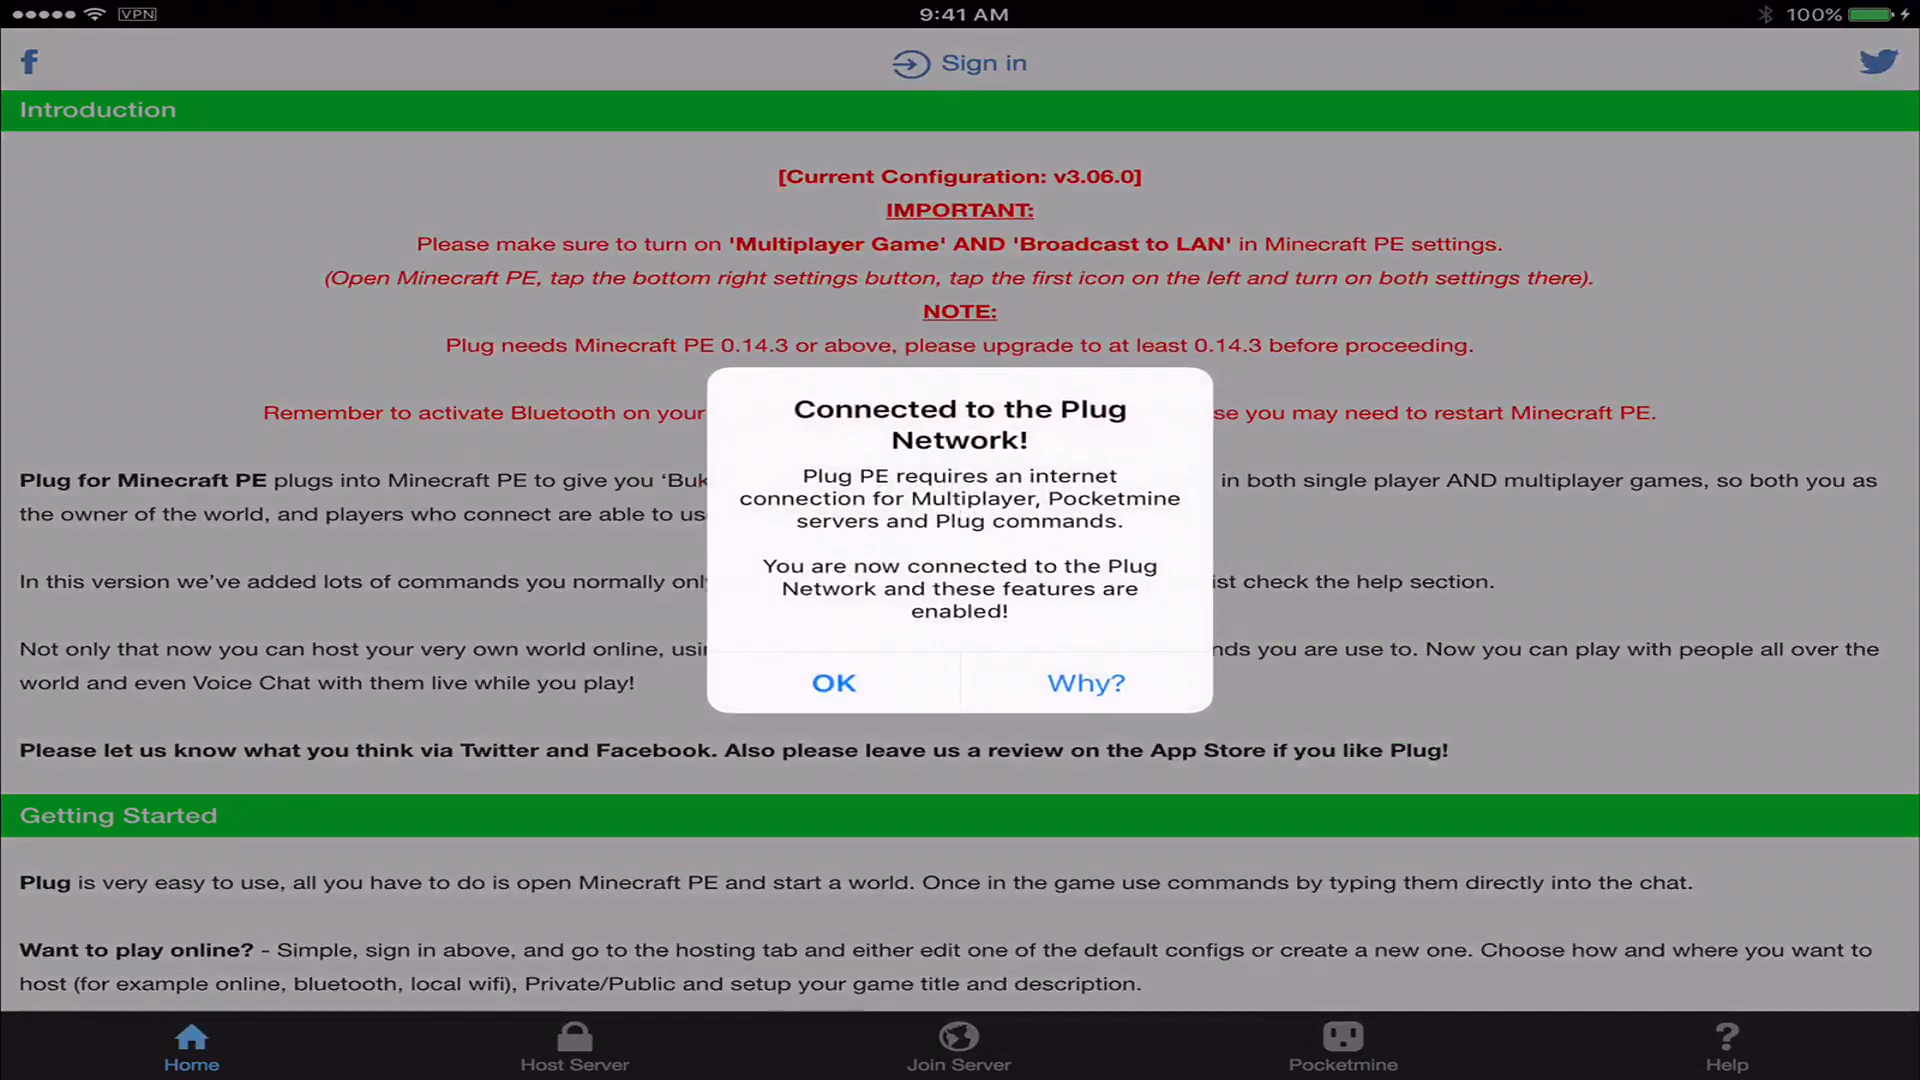 VPN 9:41 AM 100%
f Sign in
Introduction
[Current Configuration: v3.06.0]
IMPORTANT:
Please make sure to turn on 'Multiplayer Game' AND 'Broadcast to LAN' in Minecraft PE settings.
(Open Minecraft PE, tap the bottom right settings button, tap the first icon on the left and turn on both settings there).
NOTE:
Plug needs Minecraft PE 0.14.3 or above, please upgrade to at least 0.14.3 before proceeding.
Remember to activate Bluetooth on your se you may need to restart Minecraft PE.
Plug for Minecraft PE plugs into Minecraft PE to give you ‘Buk in both single player AND multiplayer games, so both you as
the owner of the world, and players who connect are able to us
In this version we’ve added lots of commands you normally onl ist check the help section.
Not only that now you can host your very own world online, usi nds you are use to. Now you can play with people all over the
world and even Voice Chat with them live while you play!
Please let us know what you think via Twitter and Facebook. Also please leave us a review on the App Store if you like Plug!
Connected to the Plug
Network!
Plug PE requires an internet
connection for Multiplayer, Pocketmine
servers and Plug commands.
You are now connected to the Plug
Network and these features are
enabled!
OK Why?
Getting Started
Plug is very easy to use, all you have to do is open Minecraft PE and start a world. Once in the game use commands by typing them directly into the chat.
Want to play online? - Simple, sign in above, and go to the hosting tab and either edit one of the default configs or create a new one. Choose how and where you want to
host (for example online, bluetooth, local wifi), Private/Public and setup your game title and description.
Home Host Server Join Server Pocketmine Help